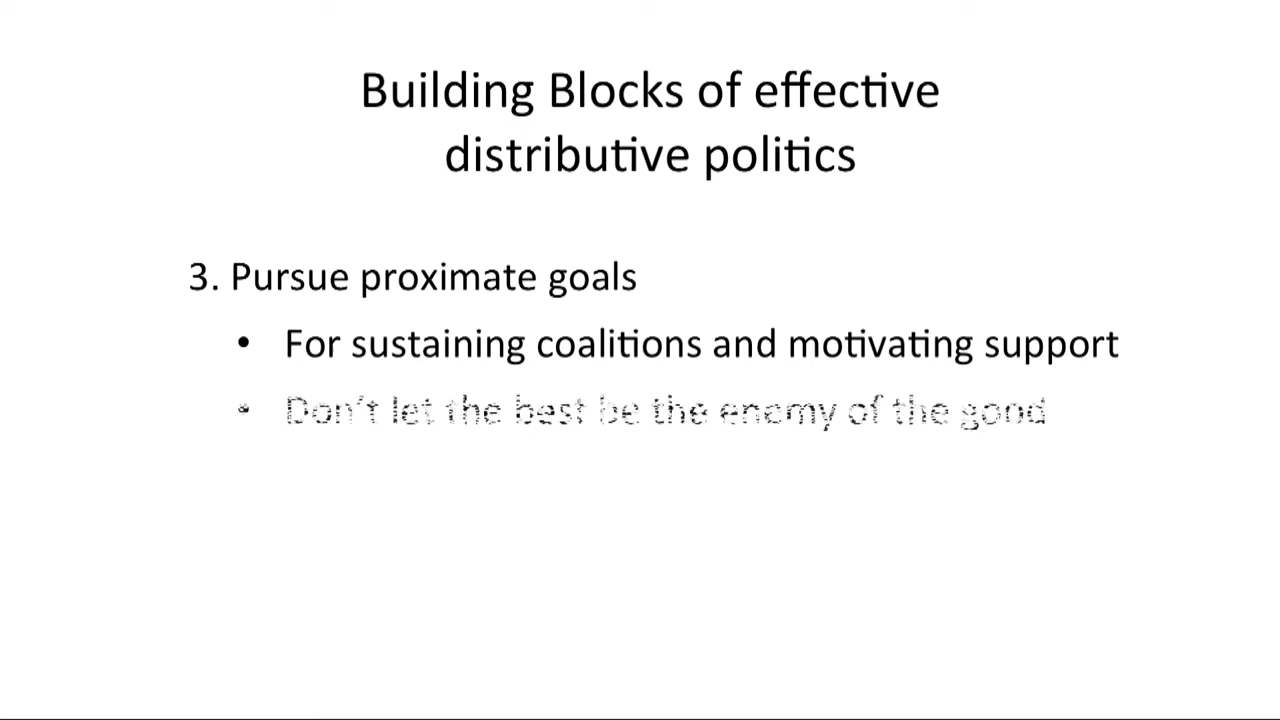 Building Blocks of effective
distributive politics
3. Pursue proximate goals
• For sustaining coalitions and motivating support
• Don't let the best be the enemy of the good